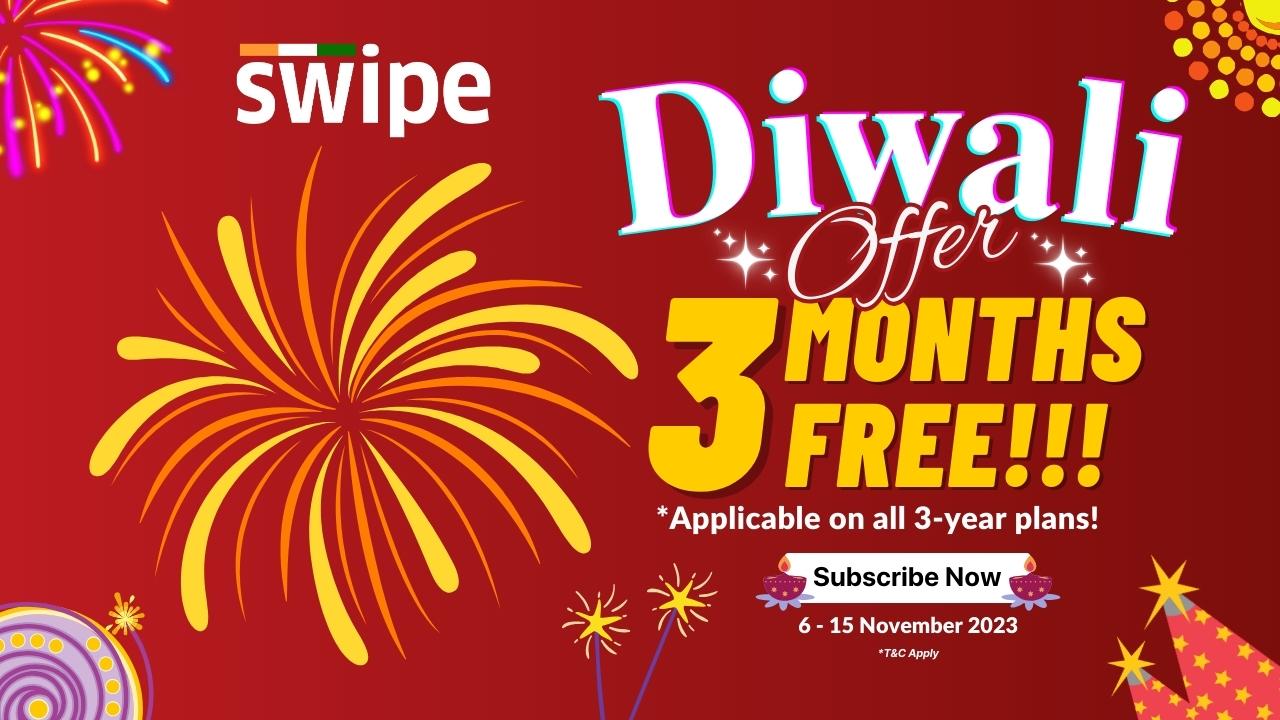 swipe
Diwali
Offer
3 MONTHS
FREE!!!
*Applicable on all 3-year plans!
Subscribe Now
6 - 15 November 2023
*T&C Apply